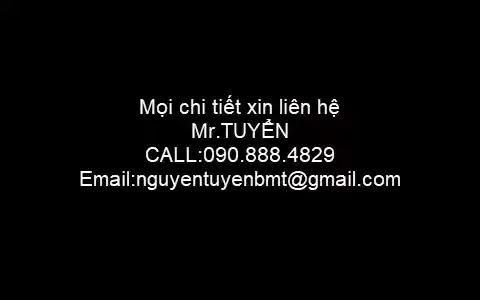 Mọi chi tiết xin liên hệ
Mr.TUYỂN
CALL:090.888.4829
Email:nguyentuyenbmt@gmail.com